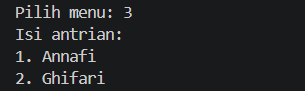 Pilih menu: 3
Isi antrian:
1. Annafi
2. Ghifari